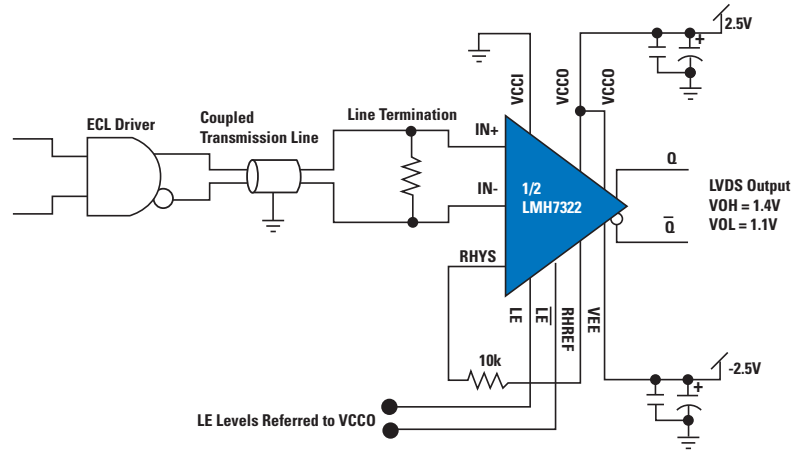 2.5V
VCCI
VCCO
VCCO
ECL Driver
Coupled
Transmission Line
Line Termination
IN+
IN-
1/2
LMH7322
Q
Q̅
LVDS Output
VOH = 1.4V
VOL = 1.1V
RHYS
LE
L̅E̅
RHREF
VEE
10k
-2.5V
LE Levels Referred to VCCO
+
+